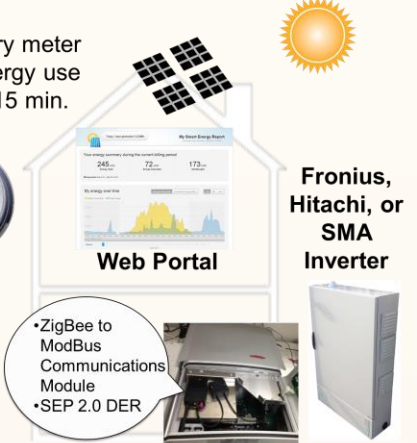 ry meter
ergy use
15 min.
My Smart Energy Report
Your energy summary during the current billing period
245
72
173
My energy use over time
Web Portal
Fronius,
Hitachi, or
SMA
Inverter
•ZigBee to
ModBus
Communications
Module
•SEP 2.0 DER